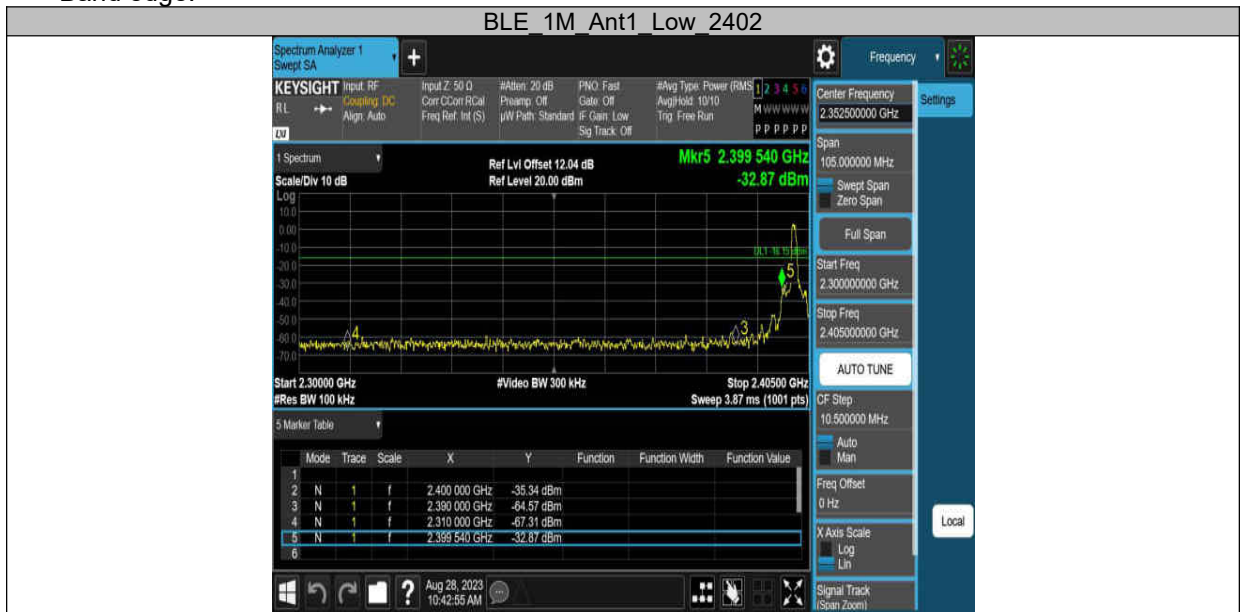 BLE_1M_Ant1_Low_2402
Spectrum Analyzer 1
Swept SA
+
Frequency
KEYSIGHT
RL
LXI
Input: RF
Coupling: DC
Align: Auto
Input Z: 50 Ω
Corr CCorr RCal
Freq Ref: Int (S)
#Atten: 20 dB
Preamp: Off
µW Path: Standard
PNO: Fast
Gate: Off
IF Gain: Low
Sig Track: Off
#Avg Type: Power (RMS
Avg|Hold: 10/10
Trig: Free Run
1 2 3 4 5 6
M W W W W W
P P P P P P
Center Frequency
2.352500000 GHz
Settings
1 Spectrum
Scale/Div 10 dB
Ref Lvl Offset 12.04 dB
Ref Level 20.00 dBm
Mkr5 2.399 540 GHz
-32.87 dBm
Span
105.000000 MHz
Swept Span
Zero Span
Full Span
Start Freq
2.300000000 GHz
Stop Freq
2.405000000 GHz
AUTO TUNE
CF Step
10.500000 MHz
Auto
Man
Freq Offset
0 Hz
X Axis Scale
Log
Lin
Signal Track
(Span Zoom)
Local
Log
10.0
0.00
-10.0
-20.0
-30.0
-40.0
-50.0
-60.0
-70.0
5
3
4
Start 2.30000 GHz
#Res BW 100 kHz
#Video BW 300 kHz
Stop 2.40500 GHz
Sweep 3.87 ms (1001 pts)
5 Marker Table
Mode Trace Scale X Y Function Function Width Function Value
1
2 N 1 f 2.400 000 GHz -35.34 dBm
3 N 1 f 2.390 000 GHz -64.57 dBm
4 N 1 f 2.310 000 GHz -67.31 dBm
5 N 1 f 2.399 540 GHz -32.87 dBm
6
?
Aug 28, 2023
10:42:55 AM